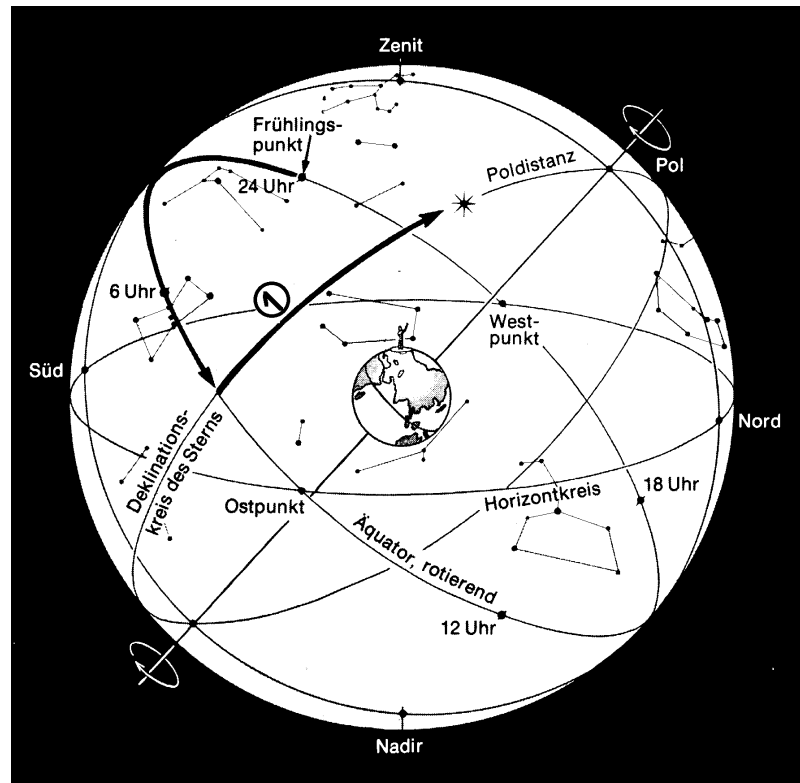 Zenit
Frühlings-
punkt
24 Uhr
Poldistanz
Pol
6 Uhr
1
West-
punkt
Süd
Nord
Deklinations-
kreis des Sterns
Ostpunkt
Horizontkreis
18 Uhr
Äquator, rotierend
12 Uhr
Nadir